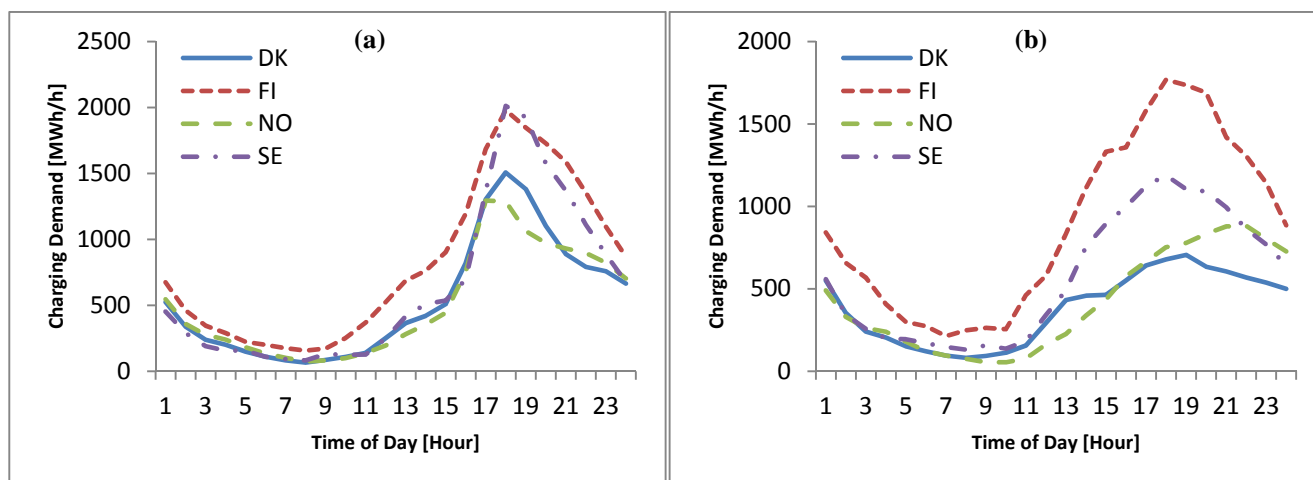 (a)
Charging Demand [MWh/h]
2500
2000
1500
1000
500
0
DK
FI
NO
SE
1 3 5 7 9 11 13 15 17 19 21 23
Time of Day [Hour]
(b)
Charging Demand [MWh/h]
2000
1500
1000
500
0
DK
FI
NO
SE
1 3 5 7 9 11 13 15 17 19 21 23
Time of Day [Hour]